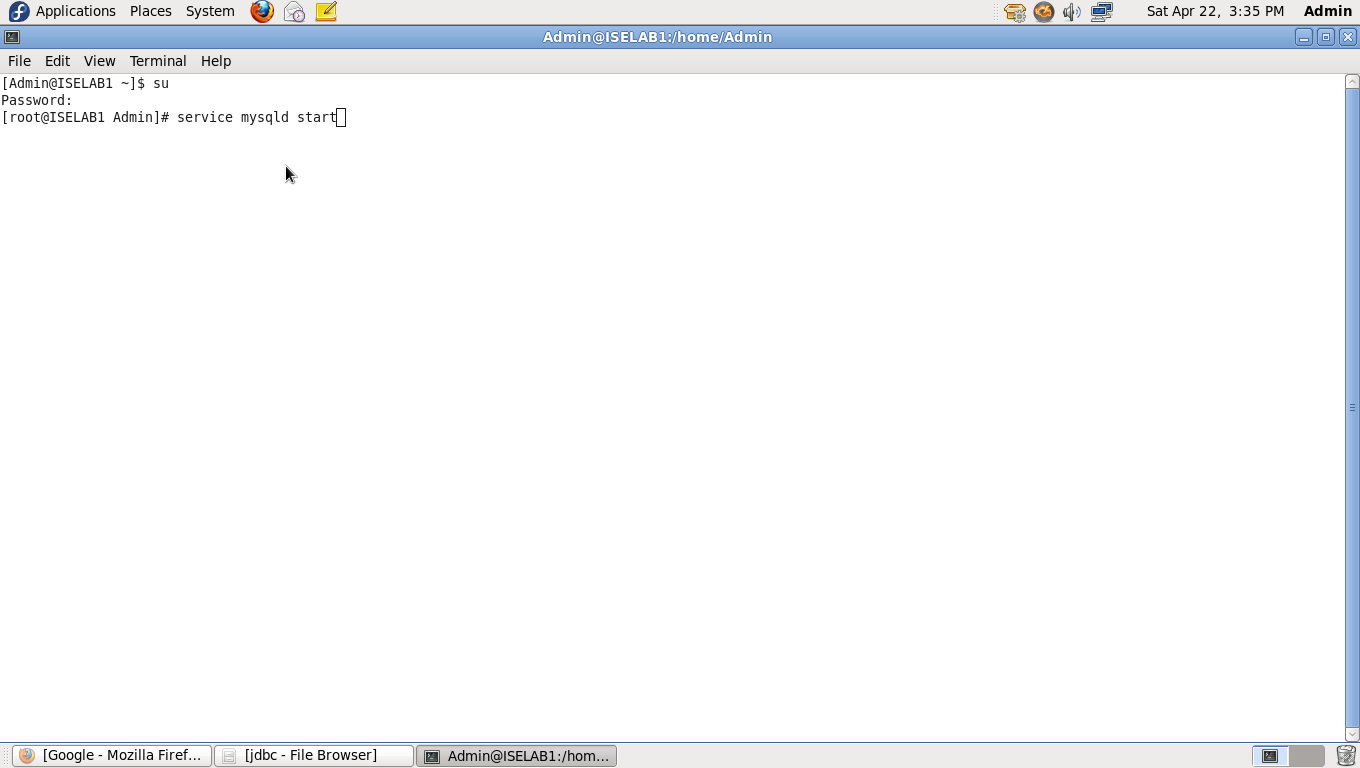 Applications Places System Sat Apr 22, 3:35 PM Admin
Admin@ISELAB1:/home/Admin
File Edit View Terminal Help
[Admin@ISELAB1 ~]$ su
Password:
[root@ISELAB1 Admin]# service mysqld start
[Google - Mozilla Firef... [jdbc - File Browser] Admin@ISELAB1:/hom...